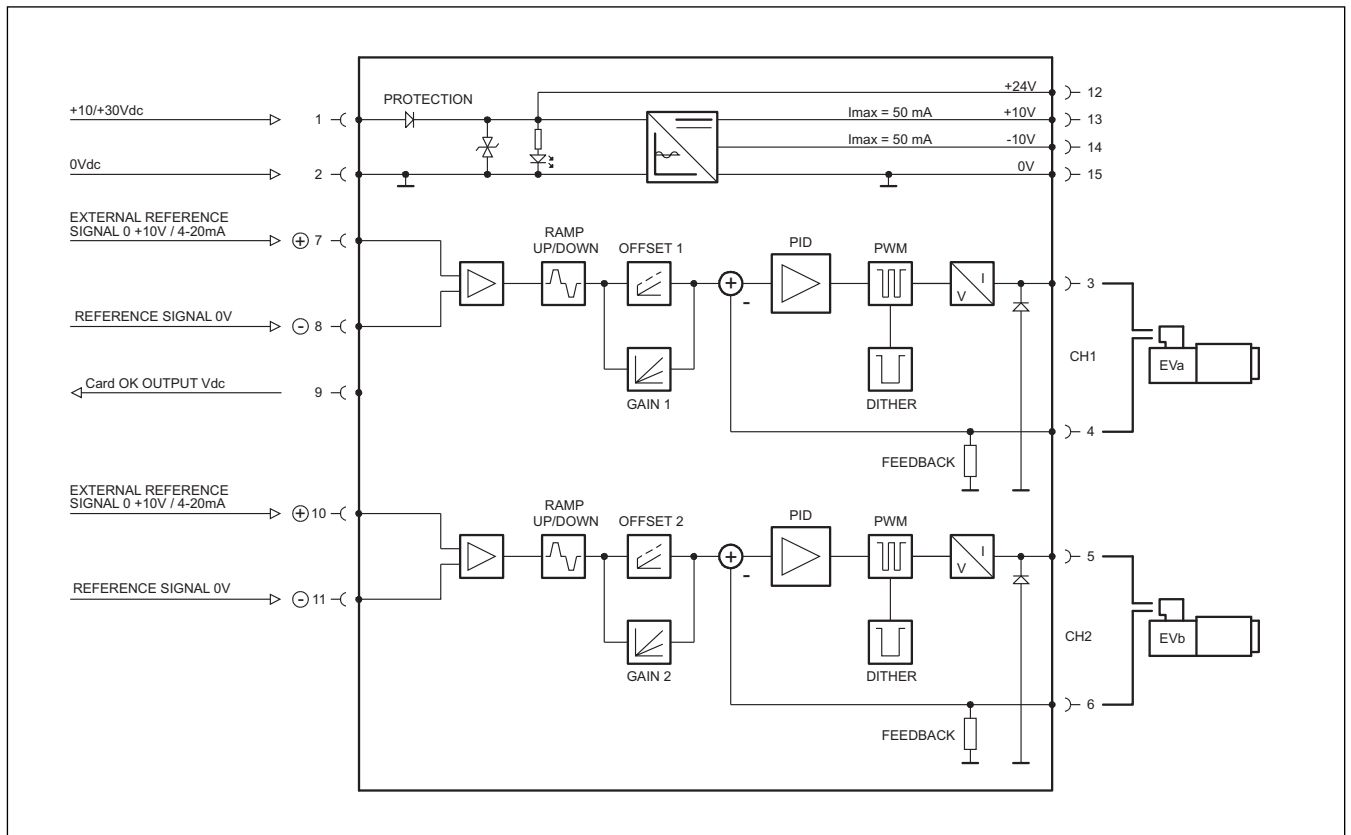 PROTECTION
+24V
12
+10/+30Vdc
1
Imax = 50 mA
+10V
13
Imax = 50 mA
-10V
14
0Vdc
2
0V
15
EXTERNAL REFERENCE
SIGNAL 0 +10V / 4-20mA
+ 7
RAMP
UP/DOWN
OFFSET 1
PID
PWM
+
-
I
V
3
REFERENCE SIGNAL 0V
- 8
GAIN 1
DITHER
CH1
EVa
Card OK OUTPUT Vdc
9
4
FEEDBACK
EXTERNAL REFERENCE
SIGNAL 0 +10V / 4-20mA
+ 10
RAMP
UP/DOWN
OFFSET 2
PID
PWM
+
-
I
V
5
REFERENCE SIGNAL 0V
- 11
GAIN 2
DITHER
CH2
EVb
6
FEEDBACK